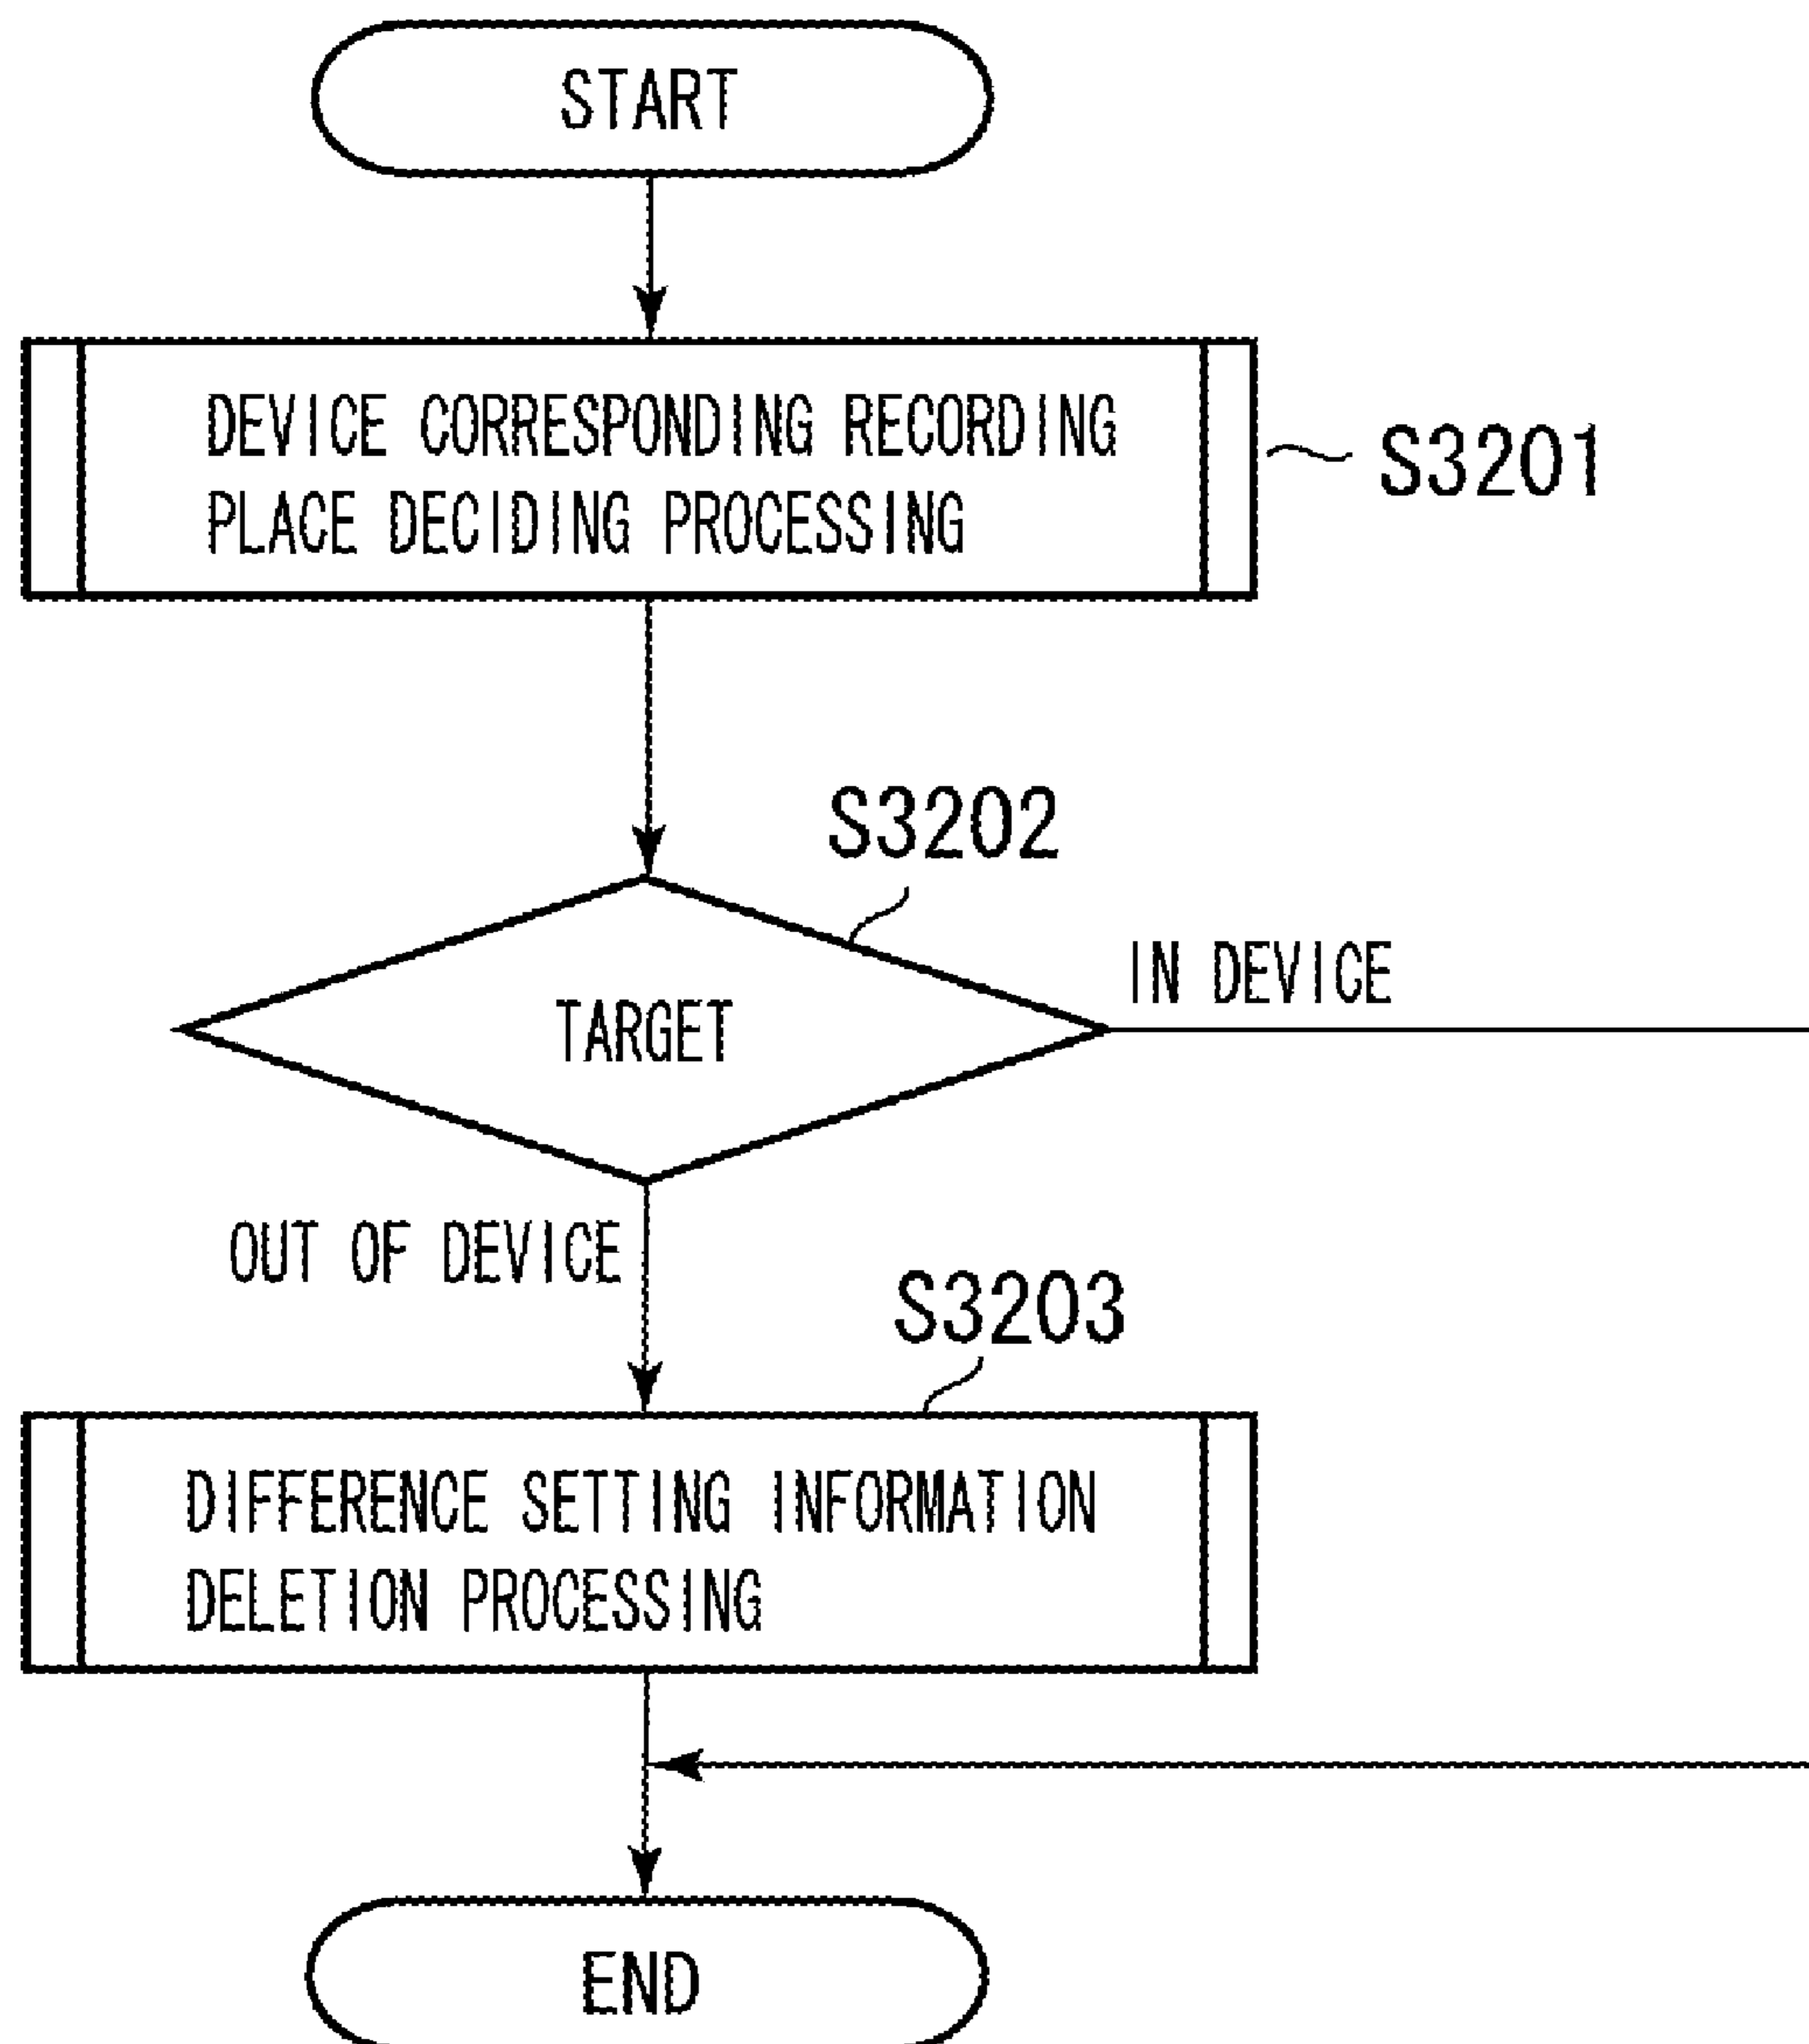 START
DEVICE CORRESPONDING RECORDING
PLACE DECIDING PROCESSING
S3201
S3202
IN DEVICE
TARGET
OUT OF DEVICE
S3203
DIFFERENCE SETTING INFORMATION
DELETION PROCESSING
END